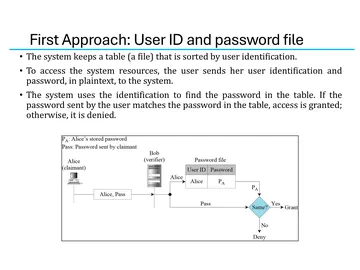 First Approach: User ID and password file
• The system keeps a table (a file) that is sorted by user identification.
• To access the system resources, the user sends her user identification and
password, in plaintext, to the system.
• The system uses the identification to find the password in the table. If the
password sent by the user matches the password in the table, access is granted;
otherwise, it is denied.
P_A: Alice's stored password
Pass: Password sent by claimant
Alice
(claimant)
Bob
(verifier)
Password file
User ID Password
Alice P_A
Alice
P_A
Alice, Pass
Pass
Same?
Yes
Grant
No
Deny